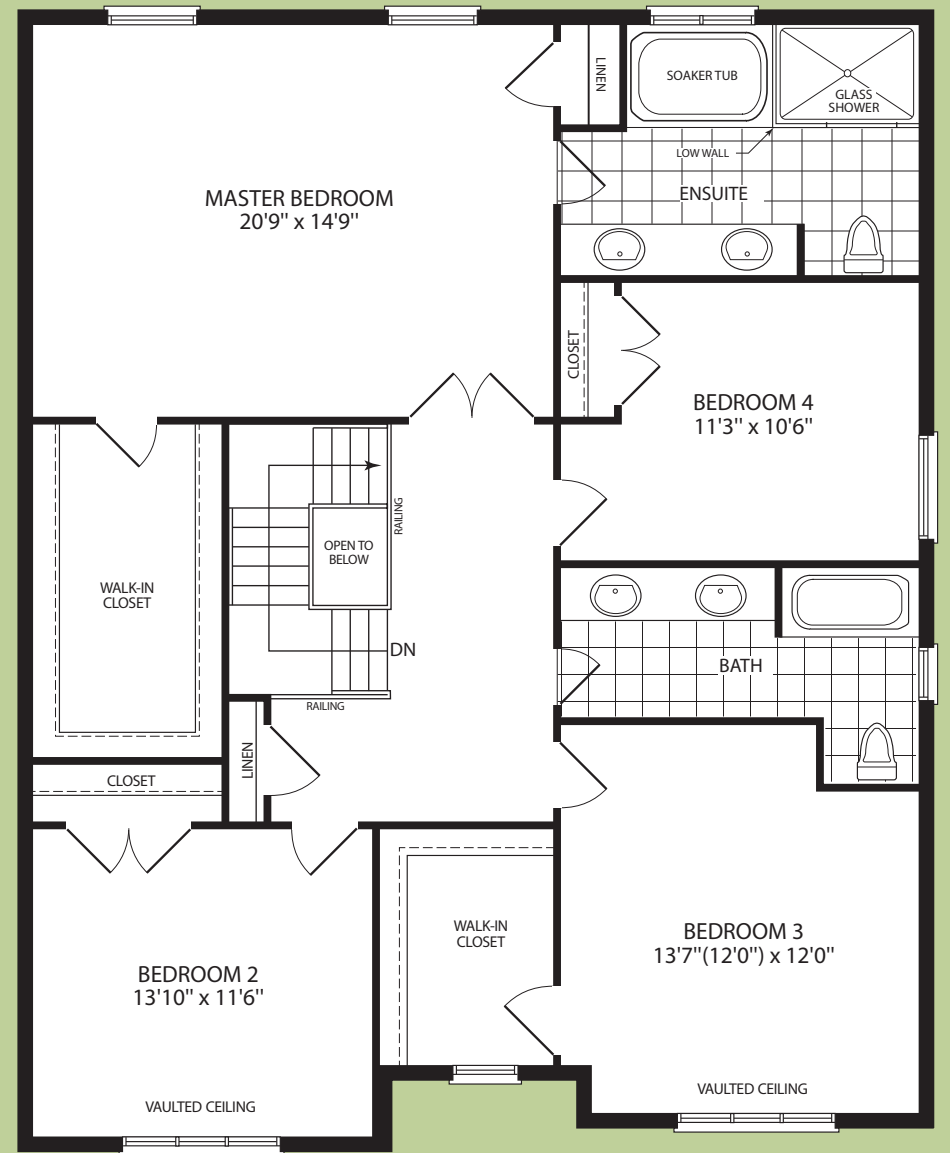 LINEN
SOAKER TUB
GLASS
SHOWER
LOW WALL
ENSUITE
MASTER BEDROOM
20'9" x 14'9"
CLOSET
BEDROOM 4
11'3" x 10'6"
RAILING
OPEN TO
BELOW
WALK-IN
CLOSET
DN
BATH
RAILING
LINEN
CLOSET
WALK-IN
CLOSET
BEDROOM 3
13'7"(12'0") x 12'0"
BEDROOM 2
13'10" x 11'6"
VAULTED CEILING
VAULTED CEILING